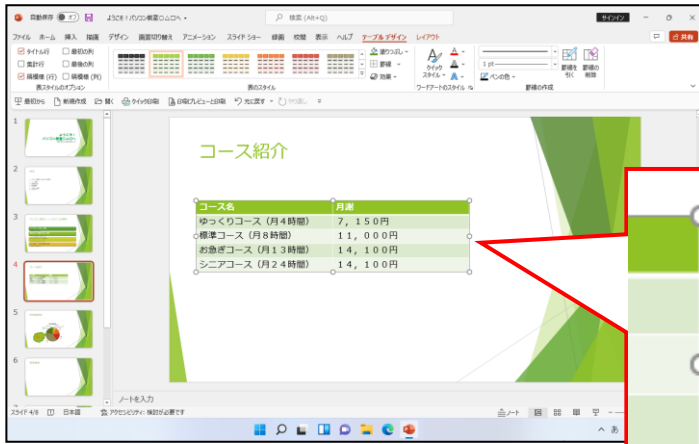 自動保存 オフ
ようこそ!パソコン教室〇△□へ
検索 (Alt+Q)
サインイン
ファイル ホーム 挿入 描画 デザイン 画面切り替え アニメーション スライド ショー 録画 校閲 表示 ヘルプ テーブル デザイン レイアウト
共有
タイトル行 最初の列
集計行 最後の列
縞模様 (行) 縞模様 (列)
表スタイルのオプション
表のスタイル
塗りつぶし
罫線
効果
クイック
スタイル
ワードアートのスタイル
1 pt
ペンの色
罫線を
引く
罫線の
削除
罫線の作成
最初から 新規作成 開く クイック印刷 印刷プレビューと印刷 元に戻す やり直し
1
2
3
4
5
6
コース紹介
コース名 月謝
ゆっくりコース(月4時間) 7,150円
標準コース(月8時間) 11,000円
お急ぎコース(月13時間) 14,100円
シニアコース(月24時間) 14,100円
ノートを入力
スライド 4/8 日本語 アクセシビリティ: 検討が必要です
ノート
あ